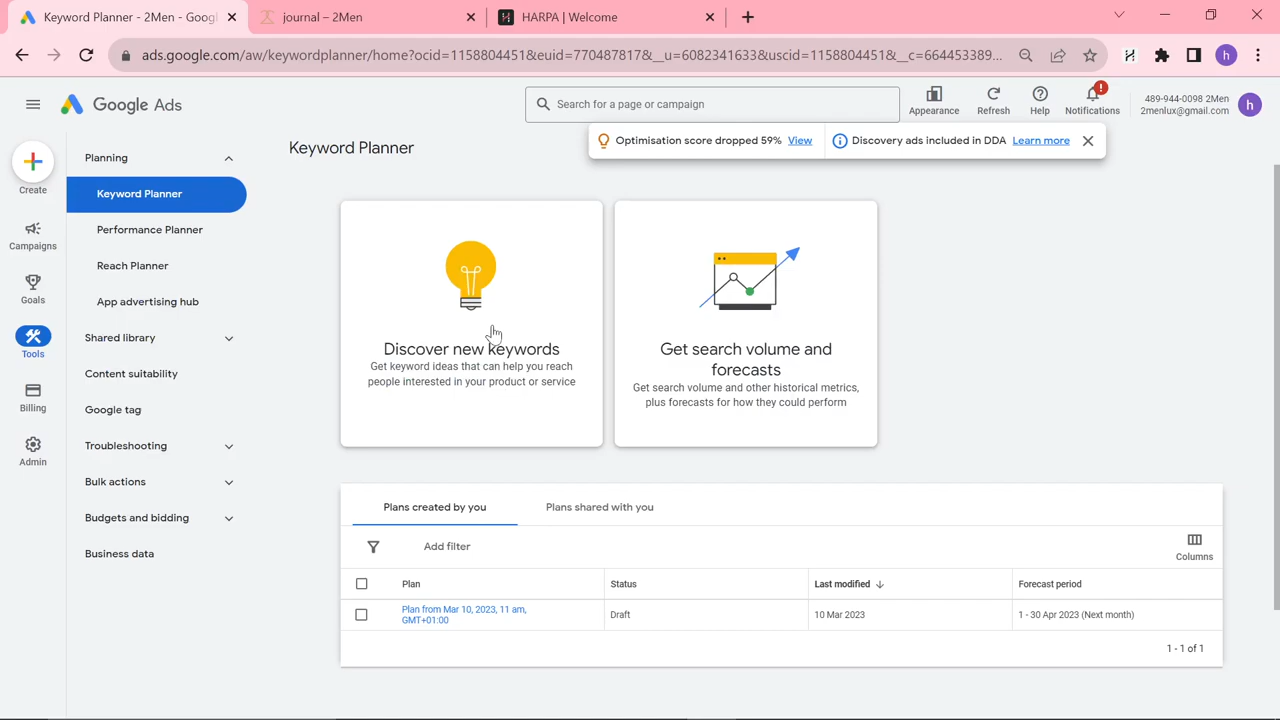 Keyword Planner - 2Men - Googl
journal – 2Men
HARPA | Welcome
ads.google.com/aw/keywordplanner/home?ocid=1158804451&euid=770487817&__u=6082341633&uscid=1158804451&__c=664453389...
h
Google Ads
Search for a page or campaign
Appearance
Refresh
Help
!
Notifications
489-944-0098 2Men
2menlux@gmail.com
h
Optimisation score dropped 59% View
Discovery ads included in DDA Learn more
Create
Campaigns
Goals
Tools
Billing
Admin
Planning
Keyword Planner
Performance Planner
Reach Planner
App advertising hub
Shared library
Content suitability
Google tag
Troubleshooting
Bulk actions
Budgets and bidding
Business data
Keyword Planner
Discover new keywords
Get keyword ideas that can help you reach
people interested in your product or service
Get search volume and
forecasts
Get search volume and other historical metrics,
plus forecasts for how they could perform
Plans created by you
Plans shared with you
Add filter
Columns
Plan
Status
Last modified
Forecast period
Plan from Mar 10, 2023, 11 am,
GMT+01:00
Draft
10 Mar 2023
1 - 30 Apr 2023 (Next month)
1 - 1 of 1